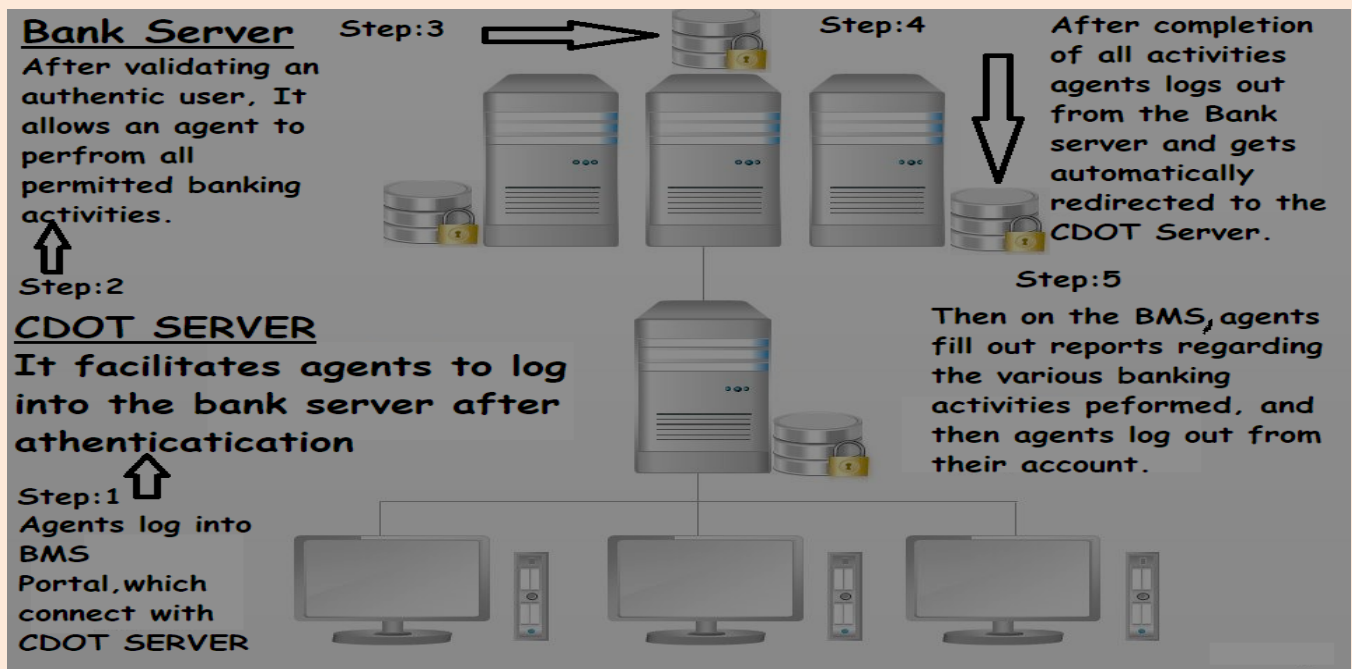 Bank Server
After validating an
authentic user, It
allows an agent to
perfrom all
permitted banking
activities.
Step:2
CDOT SERVER
It facilitates agents to log
into the bank server after
athenticatication
Step:1
Agents log into
BMS
Portal,which
connect with
CDOT SERVER
Step:3
Step:4
After completion
of all activities
agents logs out
from the Bank
server and gets
automatically
redirected to the
CDOT Server.
Step:5
Then on the BMS, agents
fill out reports regarding
the various banking
activities peformed, and
then agents log out from
their account.